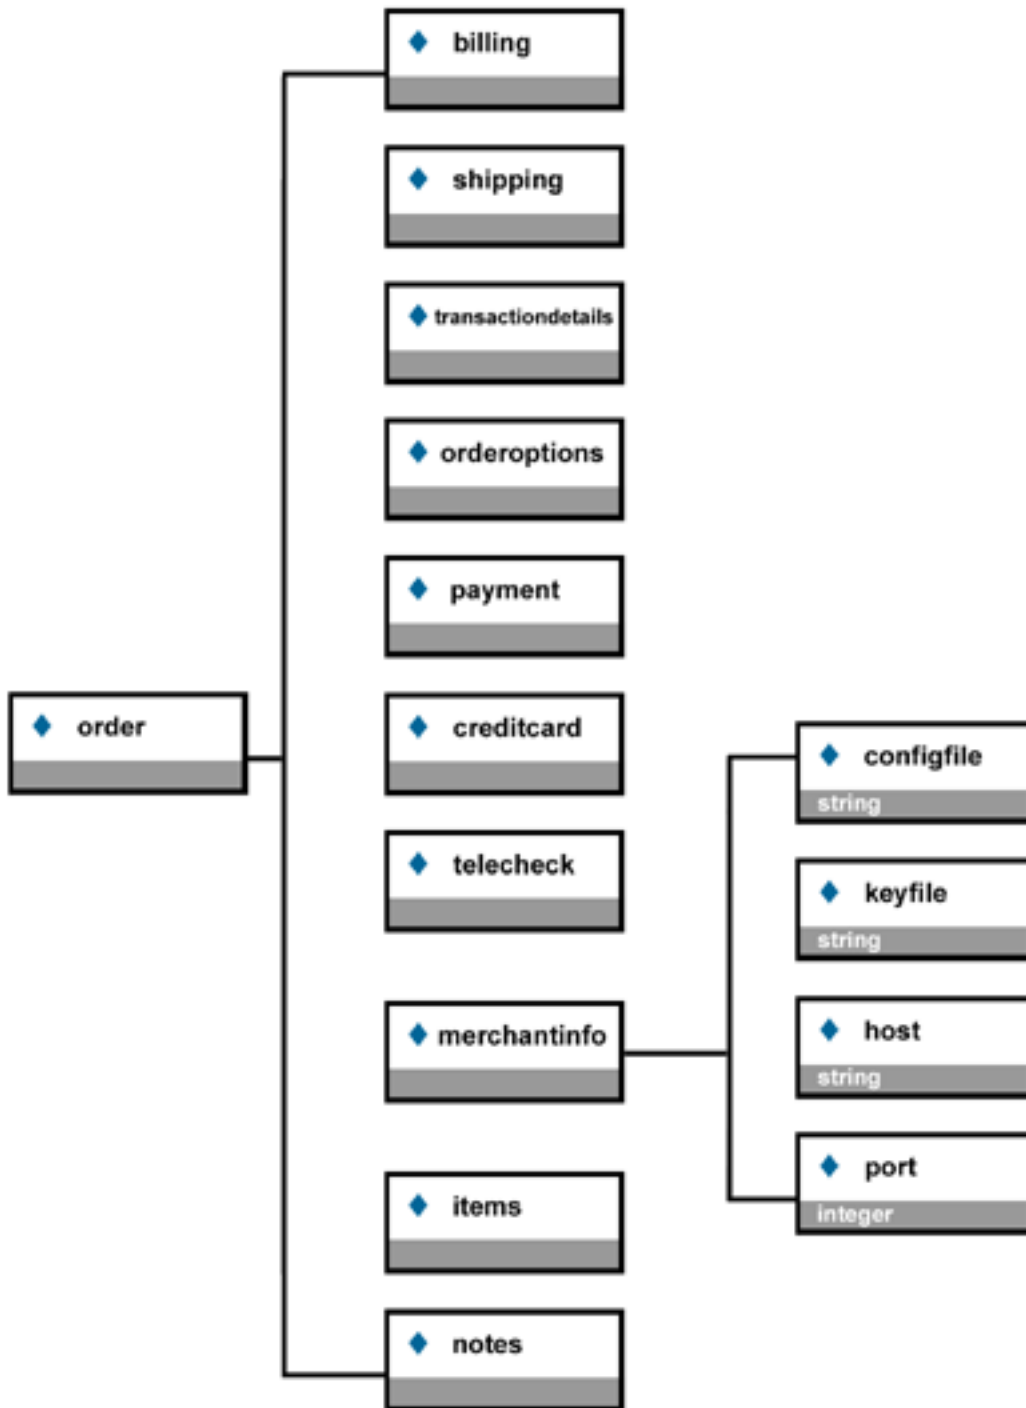 billing
shipping
transactiondetails
orderoptions
payment
order
creditcard
configfile
string
telecheck
keyfile
string
merchantinfo
host
string
port
integer
items
notes